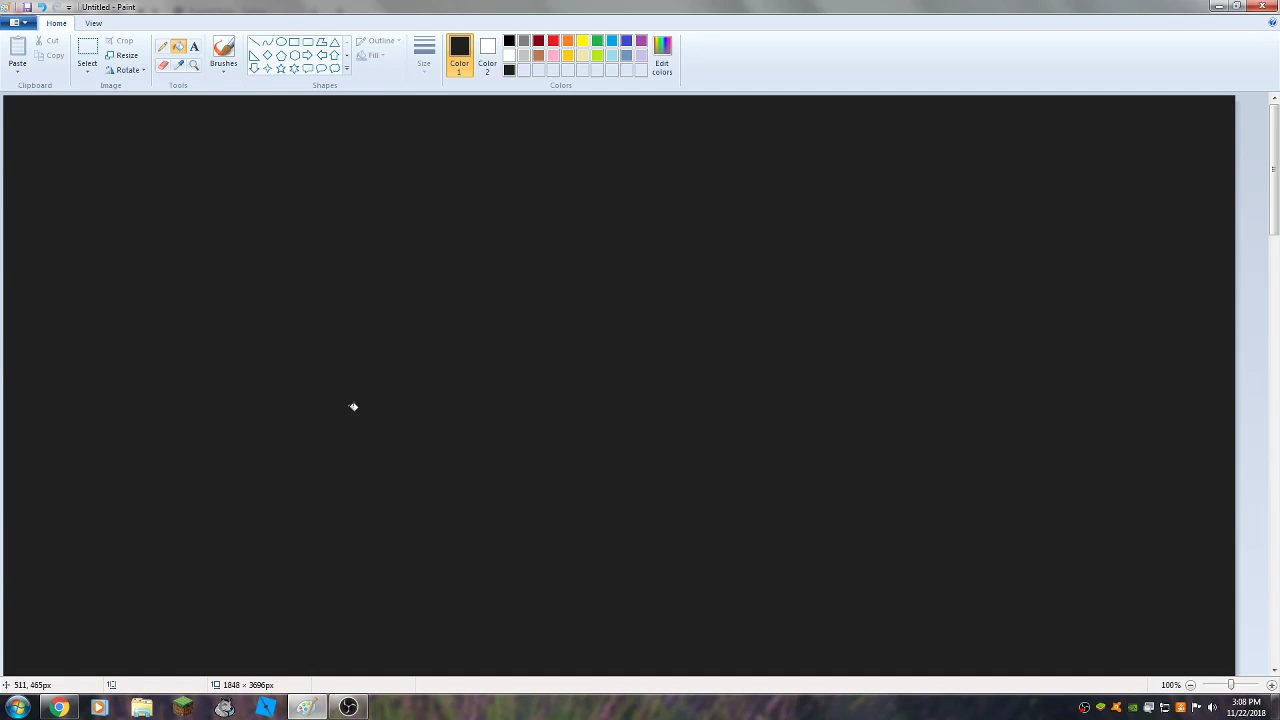 Untitled - Paint
Home
View
Paste
Cut
Copy
Clipboard
Select
Crop
Resize
Rotate
Image
A
Tools
Brushes
Outline
Fill
Shapes
Size
Color 1
Color 2
Edit colors
Colors
511, 465px
1848 × 3696px
100%
3:08 PM
11/22/2018